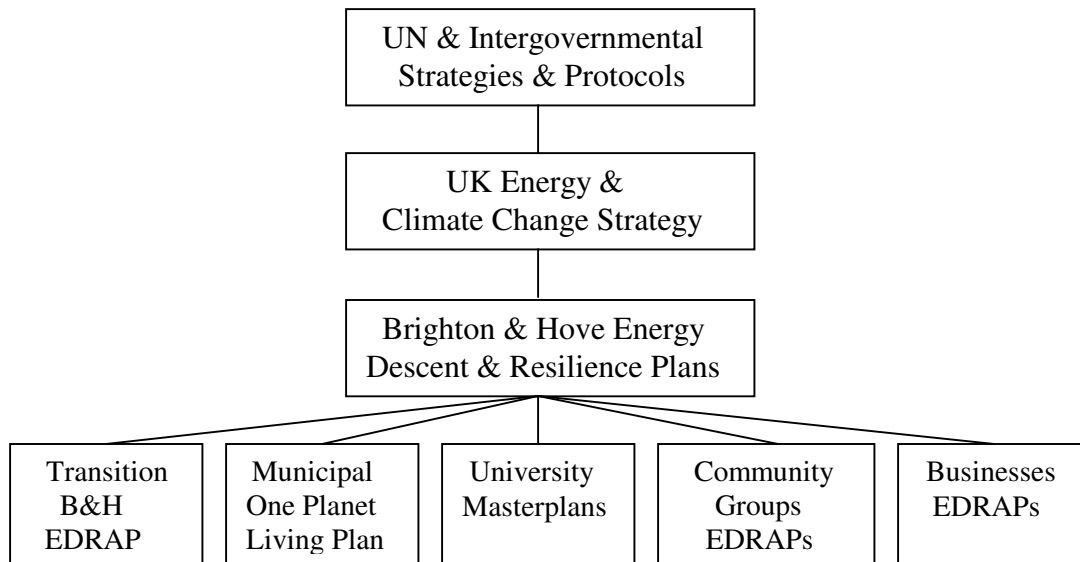 UN & Intergovernmental
Strategies & Protocols
UK Energy &
Climate Change Strategy
Brighton & Hove Energy
Descent & Resilience Plans
Transition
B&H
EDRAP
Municipal
One Planet
Living Plan
University
Masterplans
Community
Groups
EDRAPs
Businesses
EDRAPs